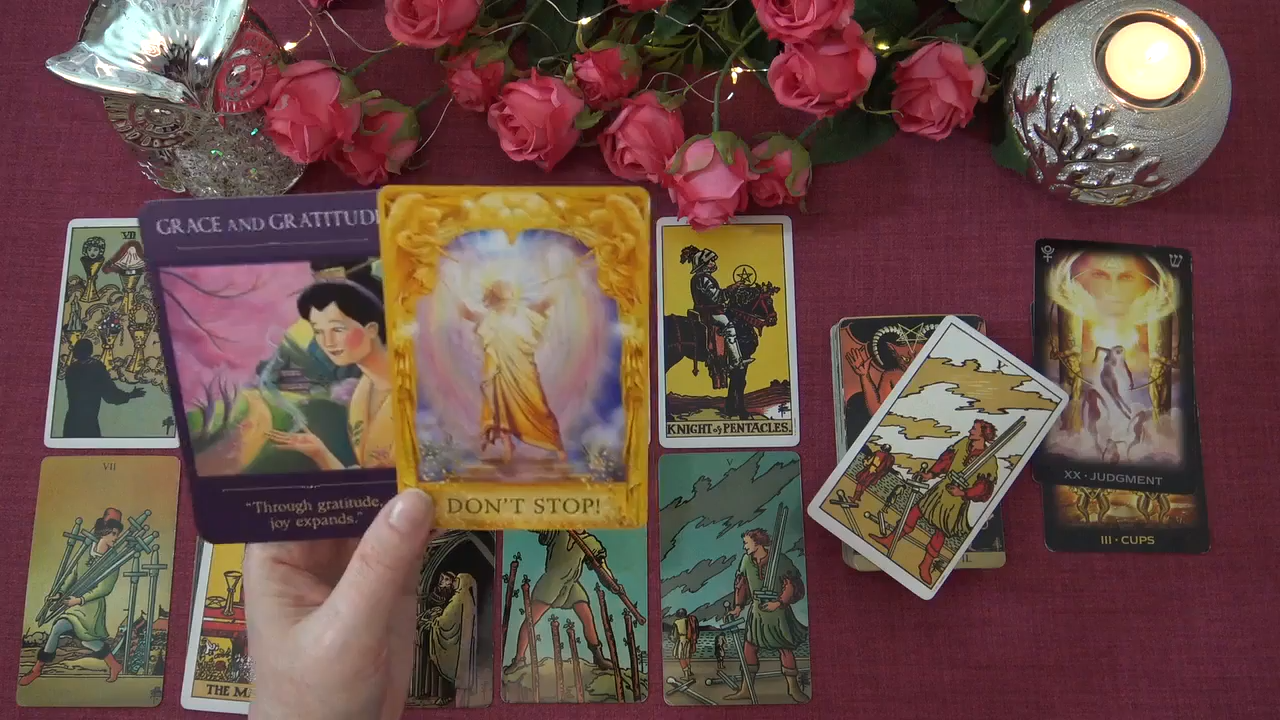 VII
GRACE AND GRATITUDE
DON'T STOP!
"Through gratitude,
joy expands."
KNIGHT of PENTACLES.
ש
XX · JUDGMENT
III · CUPS
VII
THE MA
V
V